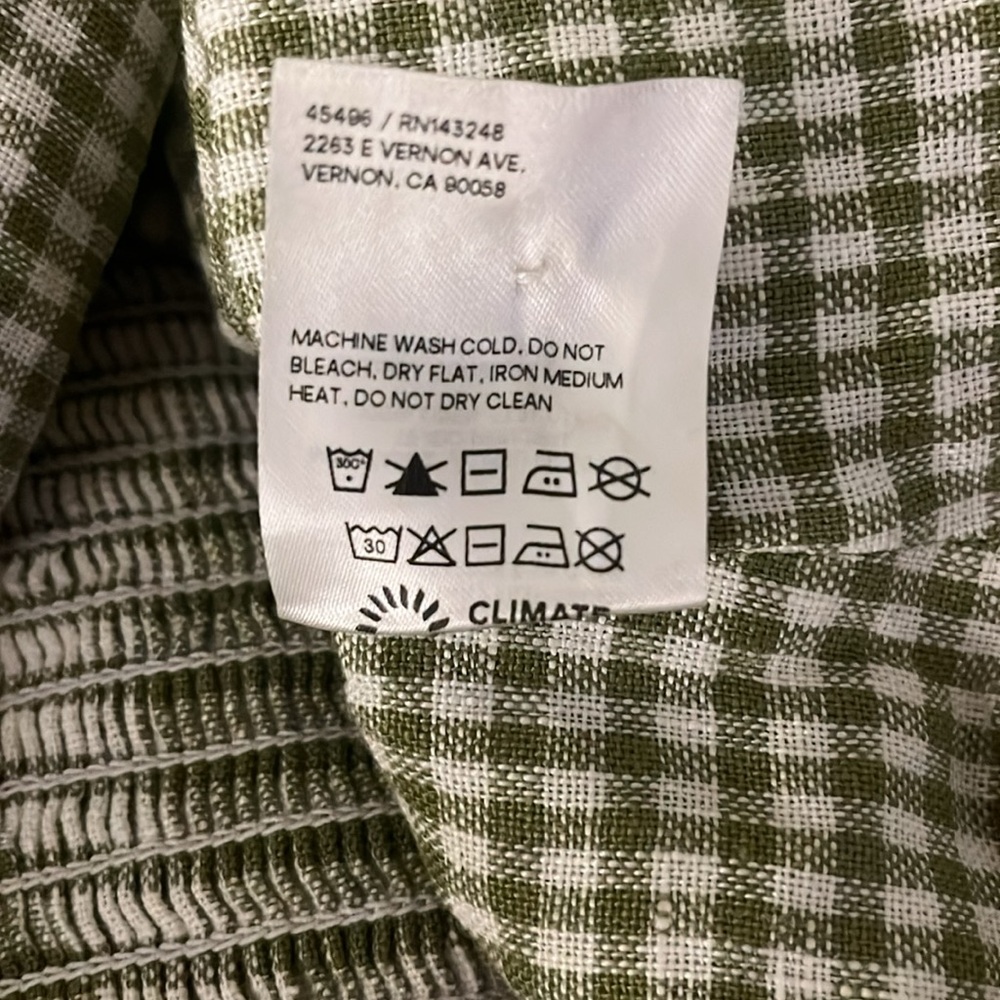 45496 / RN143248
2263 E VERNON AVE,
VERNON, CA 90058
MACHINE WASH COLD, DO NOT
BLEACH, DRY FLAT, IRON MEDIUM
HEAT, DO NOT DRY CLEAN
30
CLIMATE